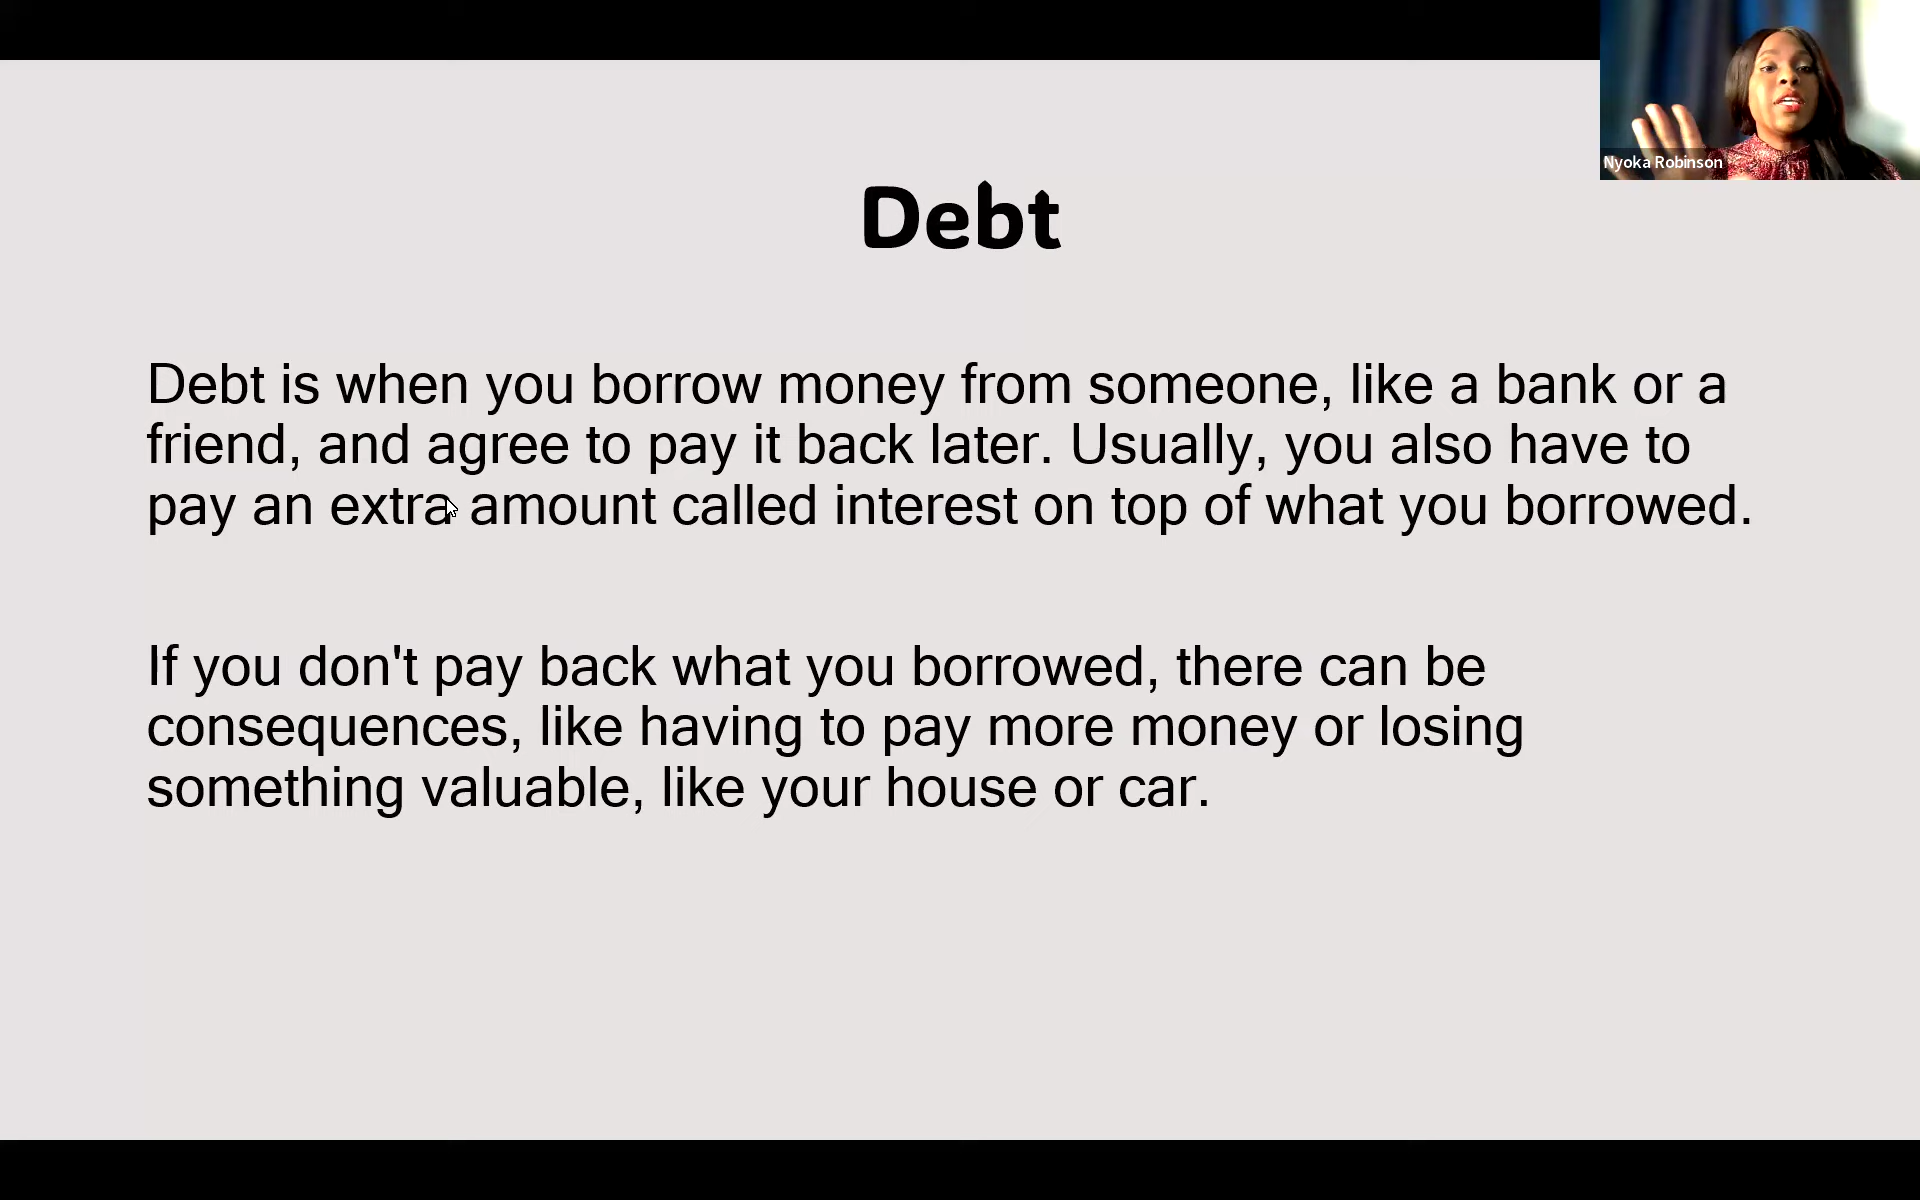 Nyoka Robinson
Debt
Debt is when you borrow money from someone, like a bank or a
friend, and agree to pay it back later. Usually, you also have to
pay an extra amount called interest on top of what you borrowed.
If you don't pay back what you borrowed, there can be
consequences, like having to pay more money or losing
something valuable, like your house or car.